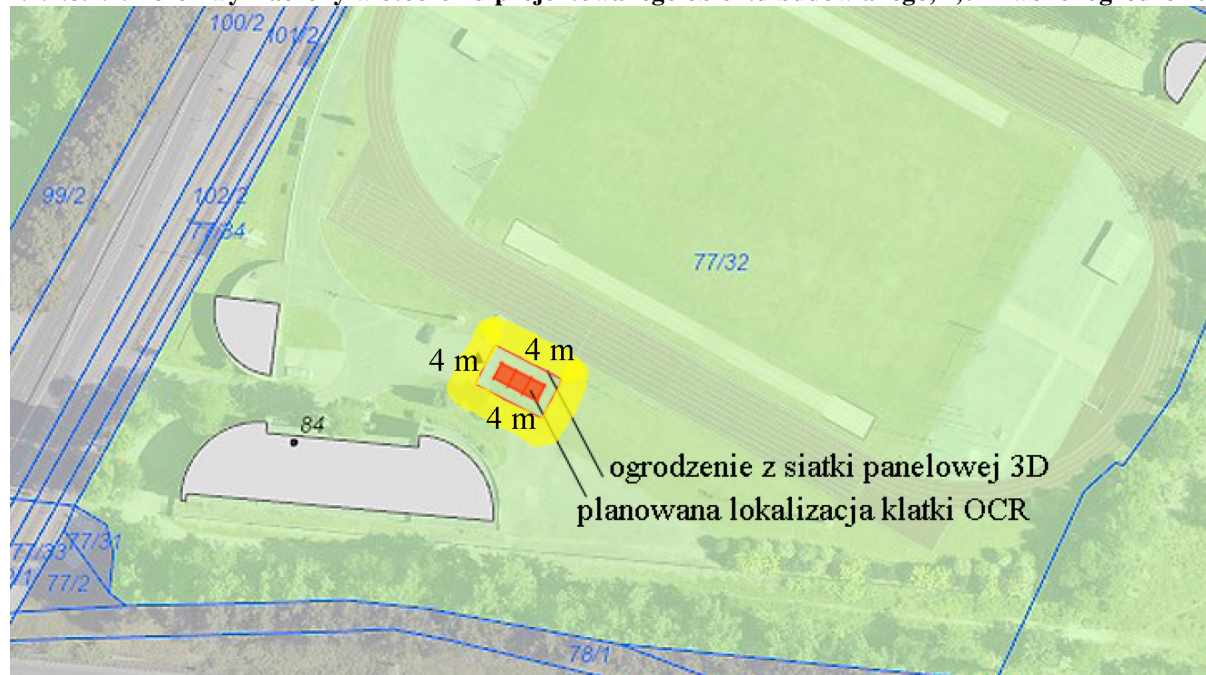 100/2
101/2
99/2
102/2
77/34
77/32
4 m
4 m
4 m
84
ogrodzenie z siatki panelowej 3D
planowana lokalizacja klatki OCR
77/33
77/31
77/2
78/1